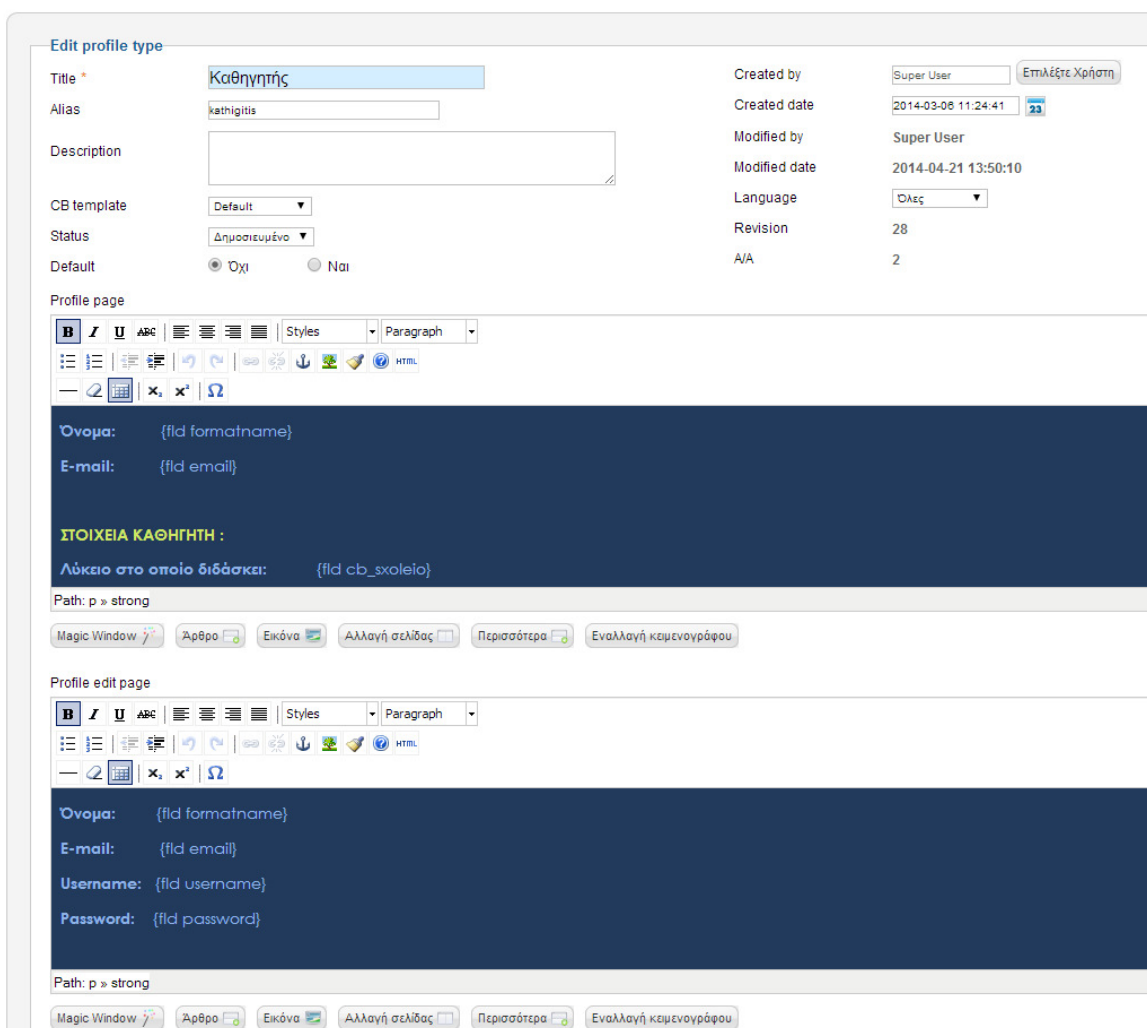 Edit profile type
Title * Καθηγητής
Alias kathigitis
Description
CB template Default
Status Δημοσιευμένο
Default Όχι Ναι
Created by Super User Επιλέξτε Χρήστη
Created date 2014-03-06 11:24:41 23
Modified by Super User
Modified date 2014-04-21 13:50:10
Language Όλες
Revision 28
Α/Α 2
Profile page
B I U ABC Styles Paragraph
HTML
x₂ x² Ω
Όνομα: {fld formatname}
E-mail: {fld email}
ΣΤΟΙΧΕΙΑ ΚΑΘΗΓΗΤΗ :
Λύκειο στο οποίο διδάσκει: {fld cb_sxoleio}
Path: p » strong
Magic Window Άρθρο Εικόνα Αλλαγή σελίδας Περισσότερα Εναλλαγή κειμενογράφου
Profile edit page
B I U ABC Styles Paragraph
HTML
x₂ x² Ω
Όνομα: {fld formatname}
E-mail: {fld email}
Username: {fld username}
Password: {fld password}
Path: p » strong
Magic Window Άρθρο Εικόνα Αλλαγή σελίδας Περισσότερα Εναλλαγή κειμενογράφου